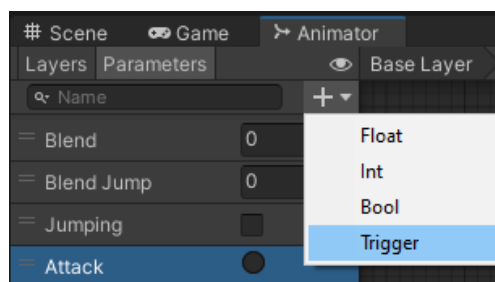 Scene Game Animator
Layers Parameters Base Layer
Name
Blend 0
Blend Jump 0
Jumping
Attack
Float
Int
Bool
Trigger